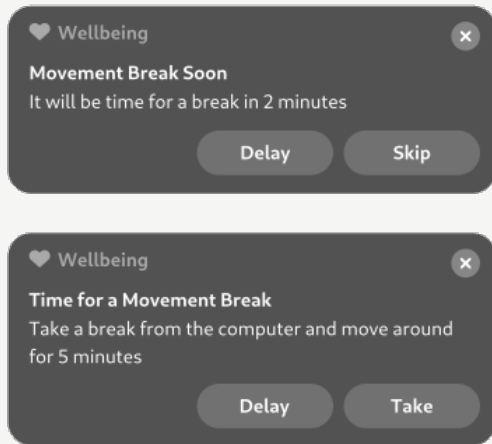 Wellbeing
Movement Break Soon
It will be time for a break in 2 minutes
Delay Skip
Wellbeing
Time for a Movement Break
Take a break from the computer and move around
for 5 minutes
Delay Take